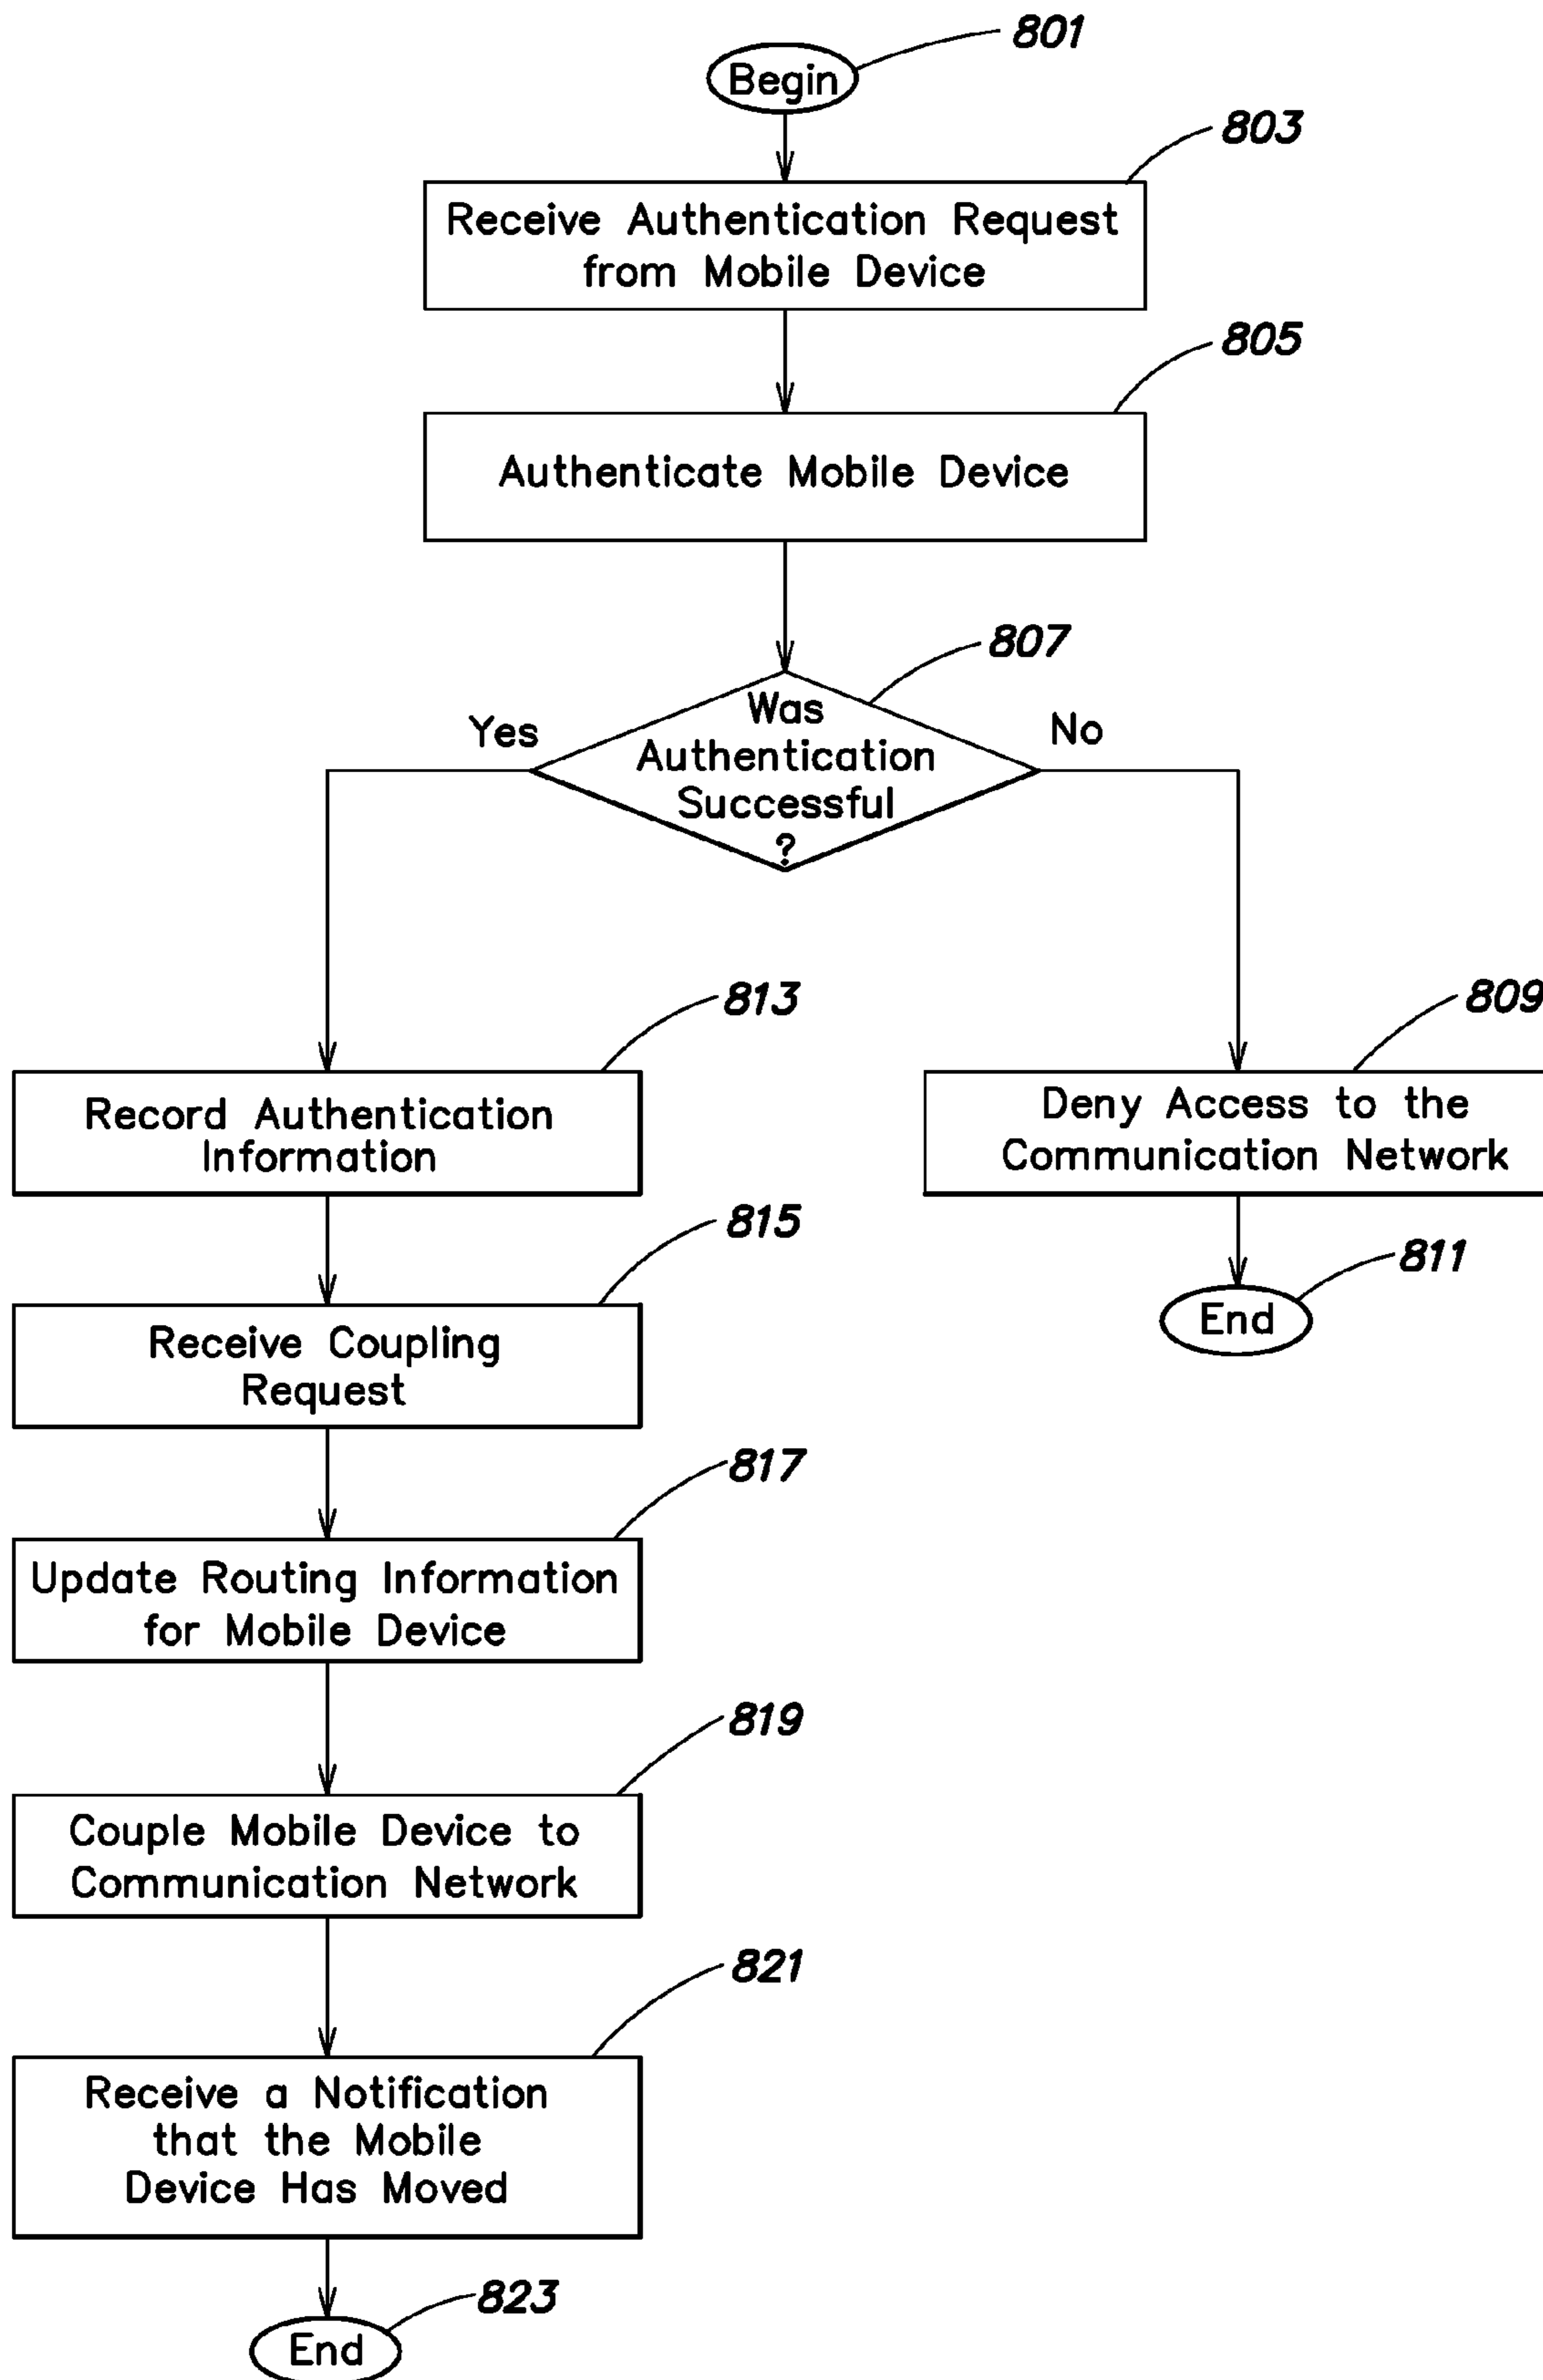 801
Begin
803
Receive Authentication Request
from Mobile Device
805
Authenticate Mobile Device
807
Yes
Was
Authentication
Successful
?
No
813
Record Authentication
Information
809
Deny Access to the
Communication Network
815
Receive Coupling
Request
811
End
817
Update Routing Information
for Mobile Device
819
Couple Mobile Device to
Communication Network
821
Receive a Notification
that the Mobile
Device Has Moved
823
End